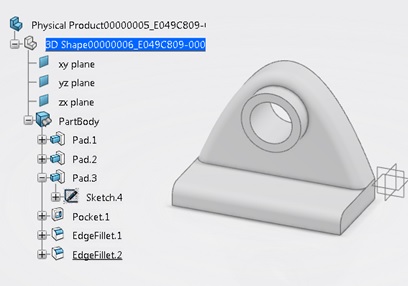 Physical Product00000005_E049C809-
3D Shape00000006_E049C809-000
xy plane
yz plane
zx plane
PartBody
Pad.1
Pad.2
Pad.3
Sketch.4
Pocket.1
EdgeFillet.1
EdgeFillet.2